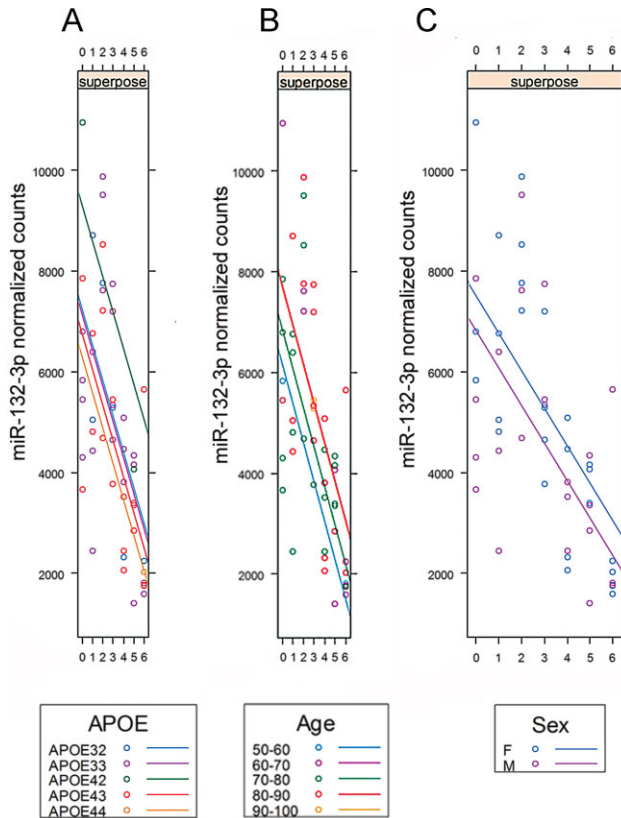 A
B
C
0 1 2 3 4 5 6
0 1 2 3 4 5 6
0 1 2 3 4 5 6
superpose
superpose
superpose
miR-132-3p normalized counts
10000
8000
6000
4000
2000
miR-132-3p normalized counts
10000
8000
6000
4000
2000
miR-132-3p normalized counts
10000
8000
6000
4000
2000
0 1 2 3 4 5 6
0 1 2 3 4 5 6
0 1 2 3 4 5 6
APOE
APOE32
APOE33
APOE42
APOE43
APOE44
Age
50-60
60-70
70-80
80-90
90-100
Sex
F
M